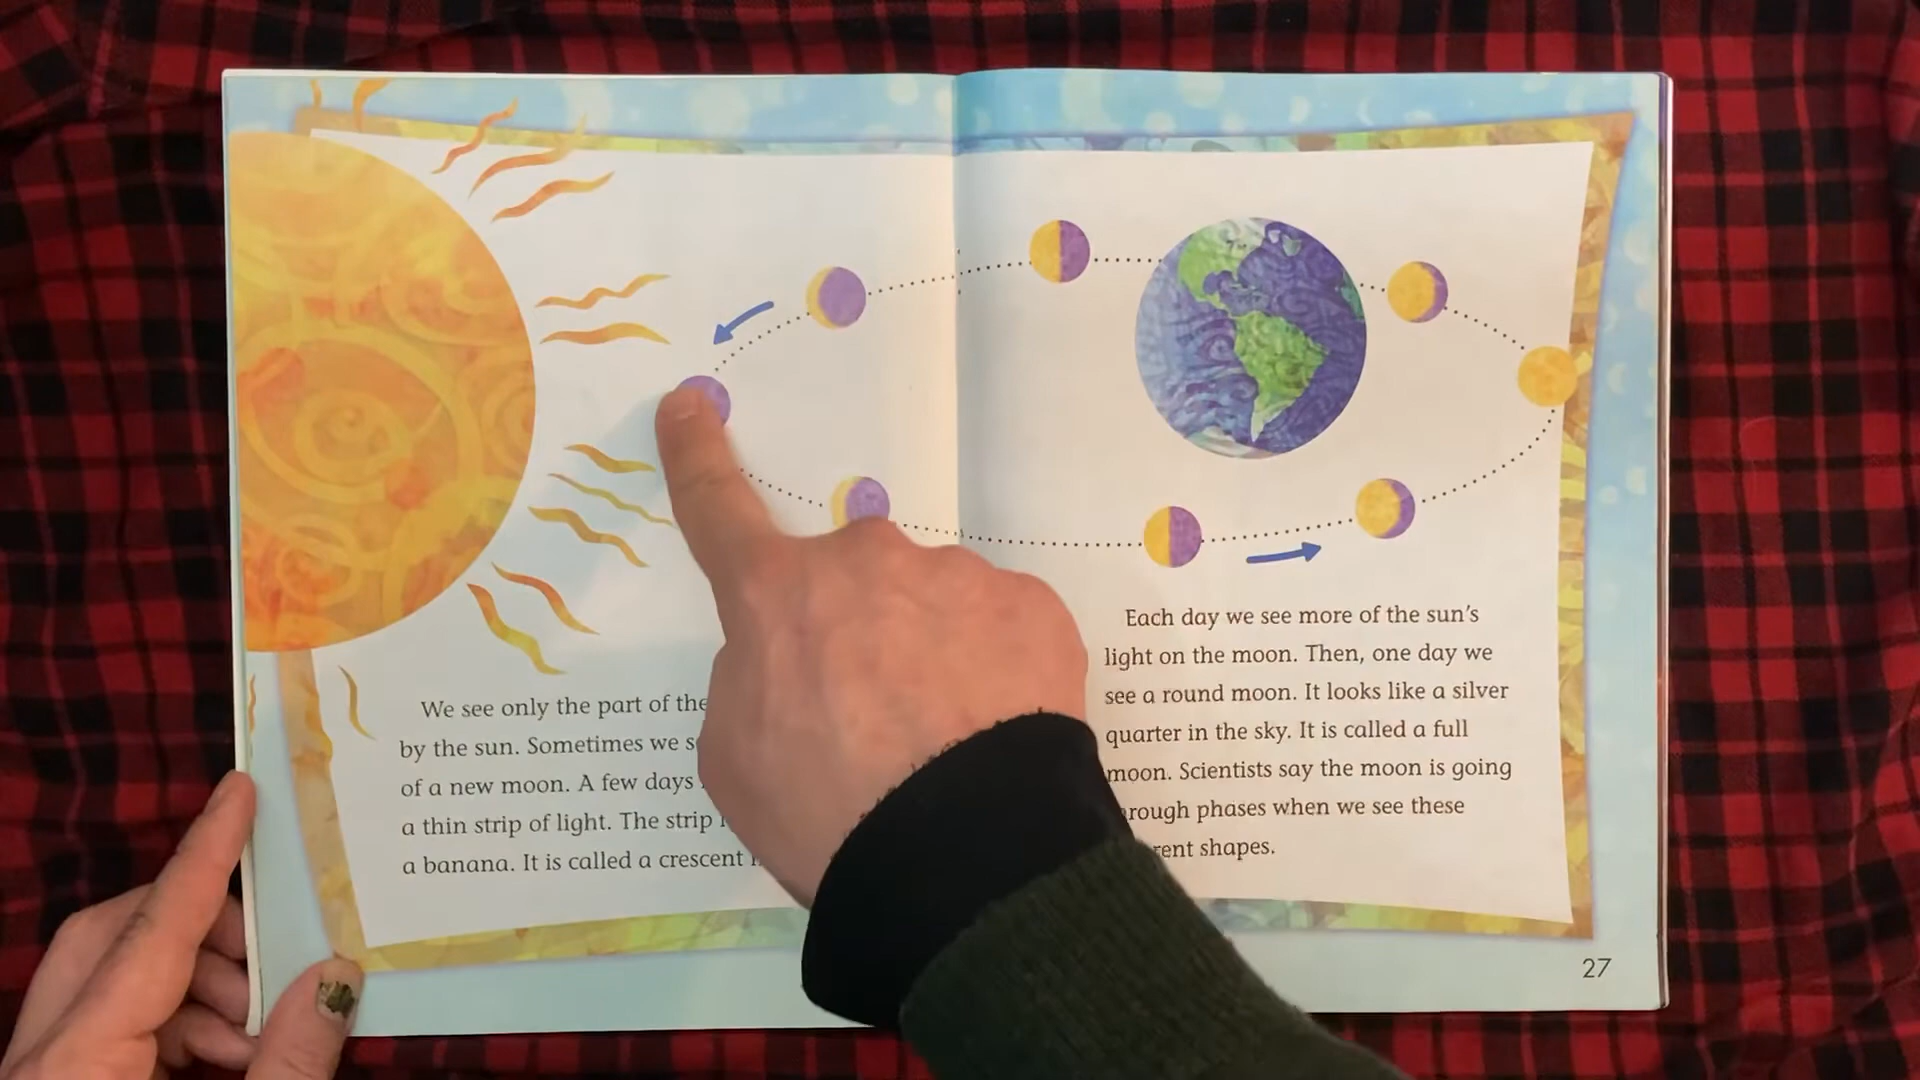 We see only the part of the
by the sun. Sometimes we
of a new moon. A few days
a thin strip of light. The strip
a banana. It is called a crescent
Each day we see more of the sun's
light on the moon. Then, one day we
see a round moon. It looks like a silver
quarter in the sky. It is called a full
moon. Scientists say the moon is going
rough phases when we see these
rent shapes.
27